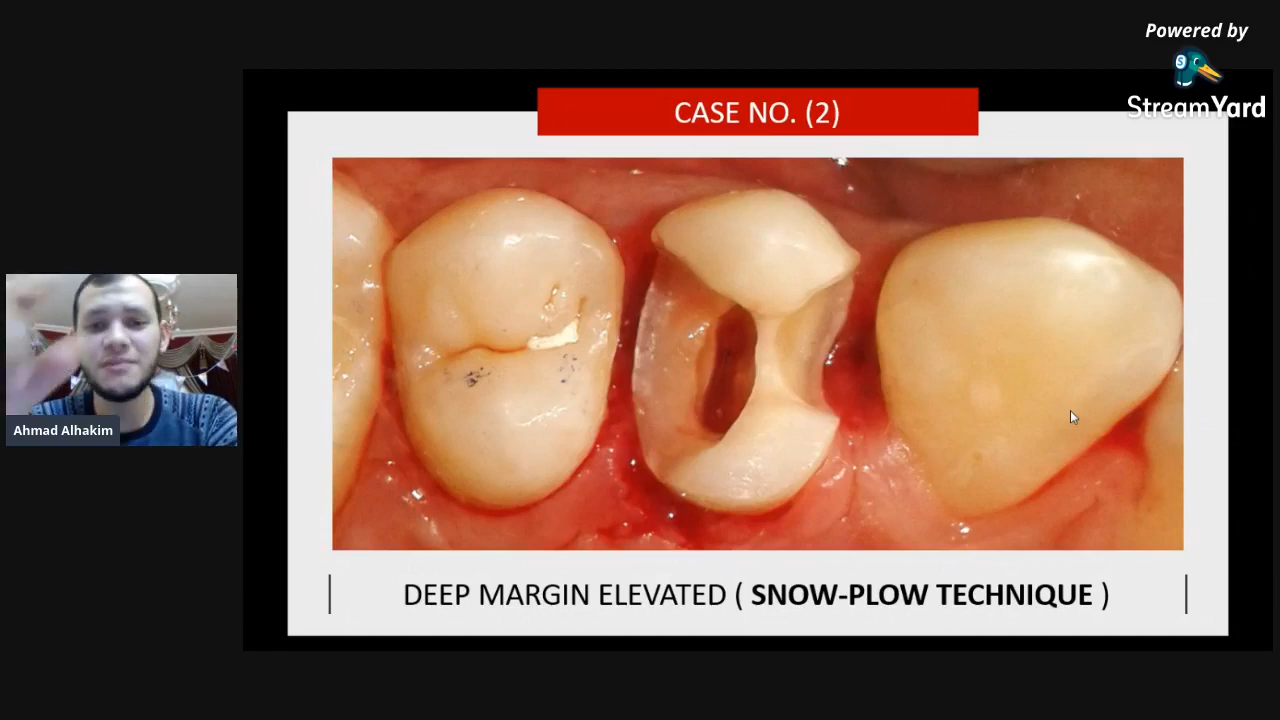 Powered by
StreamYard
CASE NO. (2)
Ahmad Alhakim
DEEP MARGIN ELEVATED ( SNOW-PLOW TECHNIQUE )